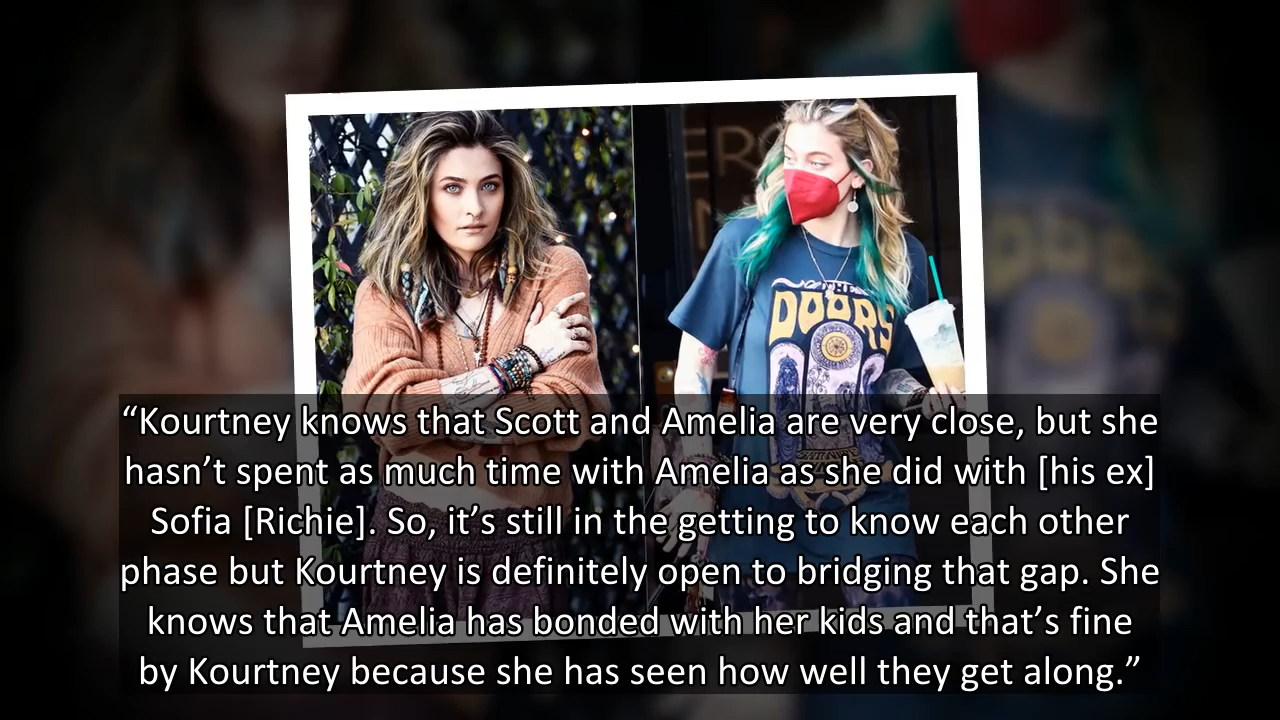 ERC
THE
DOORS
“Kourtney knows that Scott and Amelia are very close, but she
hasn’t spent as much time with Amelia as she did with [his ex]
Sofia [Richie]. So, it’s still in the getting to know each other
phase but Kourtney is definitely open to bridging that gap. She
knows that Amelia has bonded with her kids and that’s fine
by Kourtney because she has seen how well they get along.”